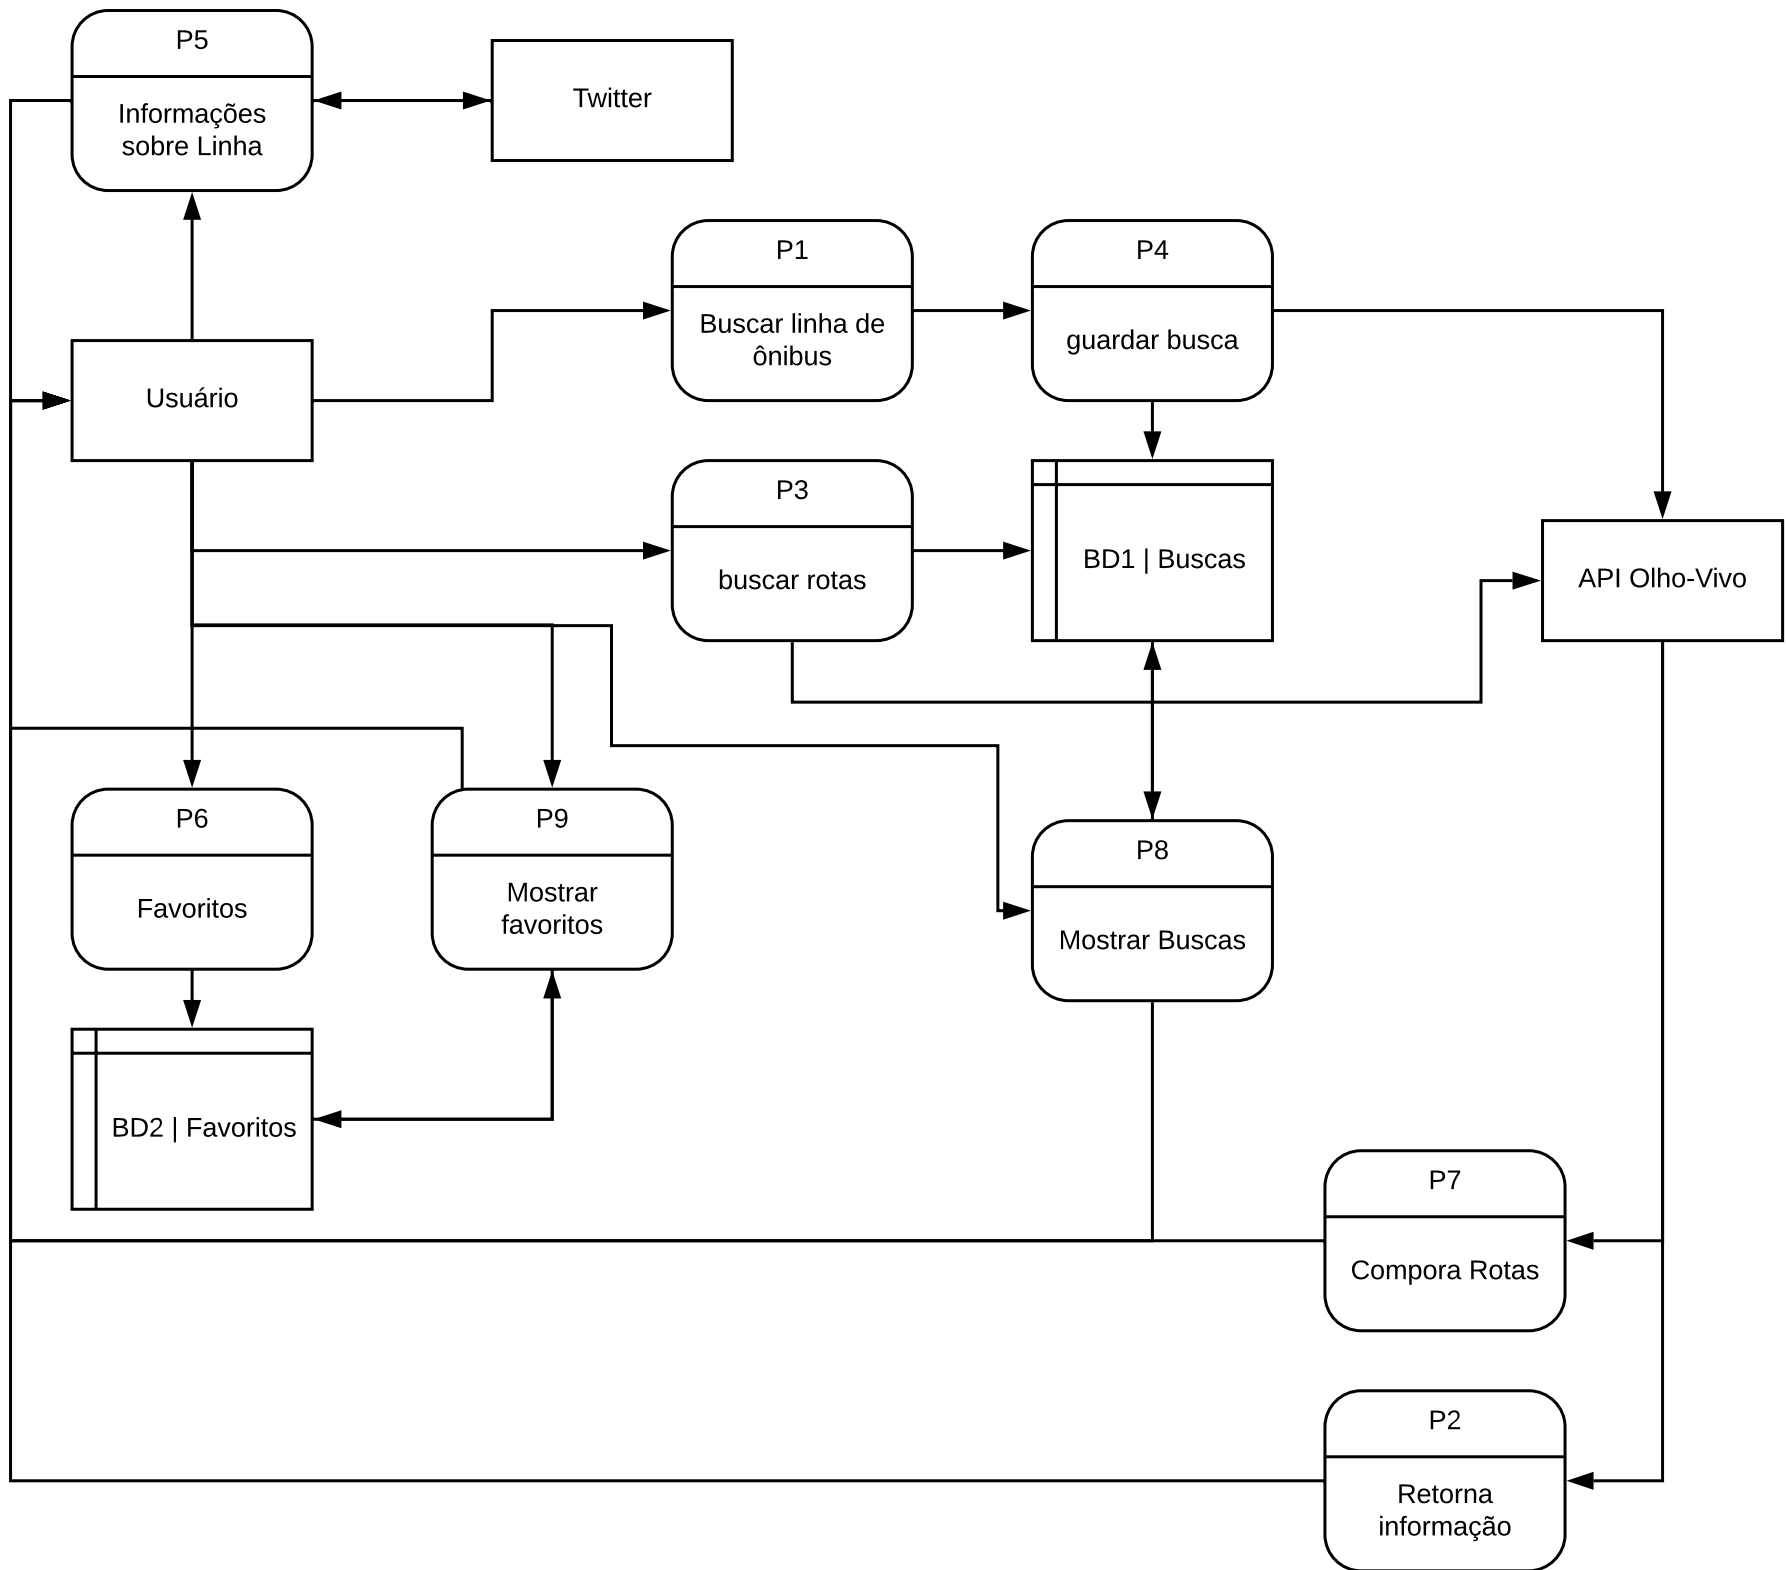 P5
Informações
sobre Linha
Twitter
P1
Buscar linha de
ônibus
P4
guardar busca
Usuário
P3
buscar rotas
BD1 | Buscas
API Olho-Vivo
P6
Favoritos
P9
Mostrar
favoritos
P8
Mostrar Buscas
BD2 | Favoritos
P7
Compora Rotas
P2
Retorna
informação